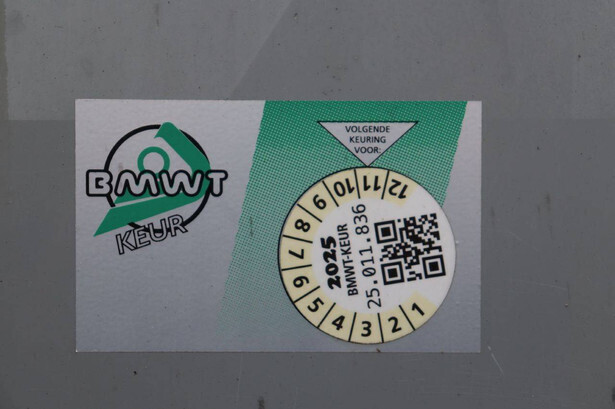 BMWT
KEUR
VOLGENDE
KEURING
VOOR:
1 2 3 4 5 6 7 8 9 10 11 12
2025
BMWT-KEUR
25.011.836